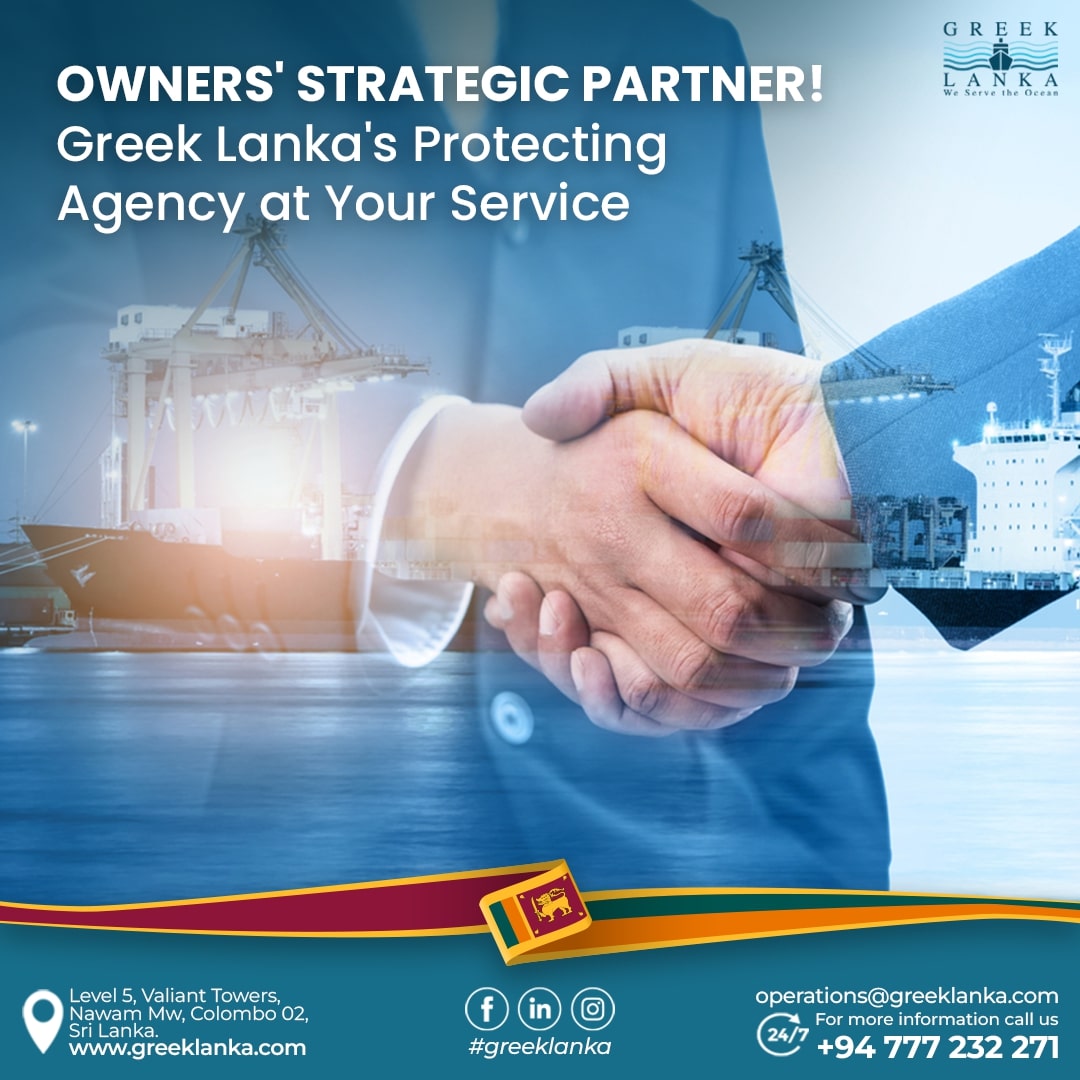 GREEK
LANKA
We Serve the Ocean
OWNERS' STRATEGIC PARTNER!
Greek Lanka's Protecting
Agency at Your Service
Level 5, Valiant Towers,
Nawam Mw, Colombo 02,
Sri Lanka.
www.greeklanka.com
f in
#greeklanka
operations@greeklanka.com
24/7
For more information call us
+94 777 232 271